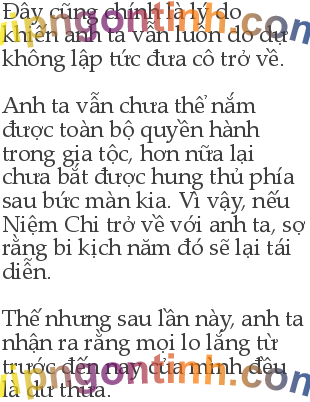 Đây cũng chính là lý do
khiến anh ta vẫn luôn do dự
không lập tức đưa cô trở về.
Anh ta vẫn chưa thể nắm
được toàn bộ quyền hành
trong gia tộc, hơn nữa lại
chưa bắt được hung thủ phía
sau bức màn kia. Vì vậy, nếu
Niệm Chi trở về với anh ta, sợ
rằng bi kịch năm đó sẽ lại tái
diễn.
Thế nhưng sau lần này, anh ta
nhận ra rằng mọi lo lắng từ
trước đến nay của mình đều
là dư thừa.